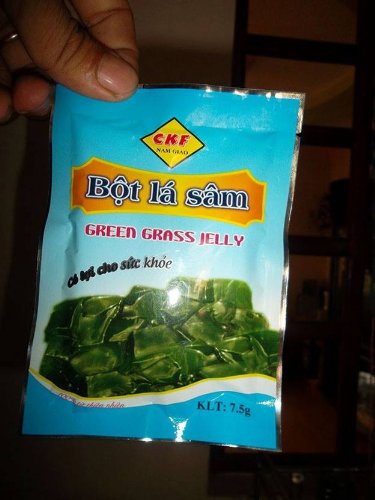 CKF
NAM GIAO
Bột lá sâm
GREEN GRASS JELLY
Có lợi cho sức khỏe
KLT: 7.5g